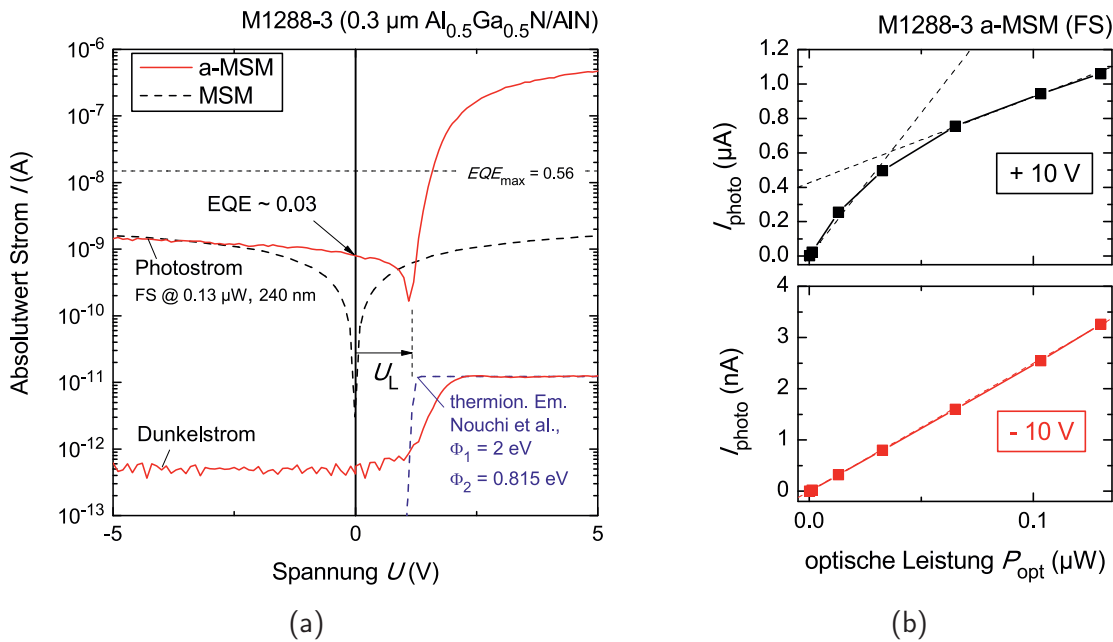 M1288-3 (0.3 µm Al0.5Ga0.5N/AlN)
10-6
10-7
10-8
10-9
10-10
10-11
10-12
10-13
Absolutwert Strom I (A)
a-MSM
MSM
EQEmax = 0.56
EQE ~ 0.03
Photostrom
FS @ 0.13 µW, 240 nm
UL
thermion. Em.
Nouchi et al.,
Φ1 = 2 eV
Φ2 = 0.815 eV
Dunkelstrom
-5
0
5
Spannung U (V)
(a)
M1288-3 a-MSM (FS)
1.2
1.0
0.8
0.6
0.4
0.2
0.0
Iphoto (µA)
+ 10 V
4
3
2
1
0
Iphoto (nA)
- 10 V
0.0
0.1
optische Leistung Popt (µW)
(b)